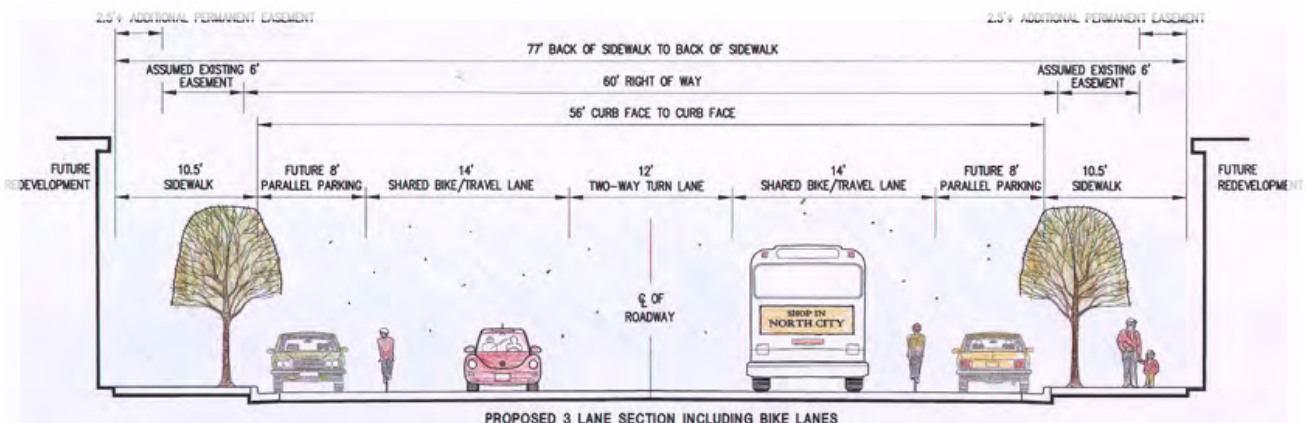 2.5'± ADDITIONAL PERMANENT EASEMENT
2.5'± ADDITIONAL PERMANENT EASEMENT
77' BACK OF SIDEWALK TO BACK OF SIDEWALK
ASSUMED EXISTING 6'
EASEMENT
60' RIGHT OF WAY
ASSUMED EXISTING 6'
EASEMENT
56' CURB FACE TO CURB FACE
FUTURE
REDEVELOPMENT
10.5'
SIDEWALK
FUTURE 8'
PARALLEL PARKING
14'
SHARED BIKE/TRAVEL LANE
12'
TWO-WAY TURN LANE
14'
SHARED BIKE/TRAVEL LANE
FUTURE 8'
PARALLEL PARKING
10.5'
SIDEWALK
FUTURE
REDEVELOPMENT
℄ OF
ROADWAY
SHOP IN
NORTH CITY
PROPOSED 3 LANE SECTION INCLUDING BIKE LANES